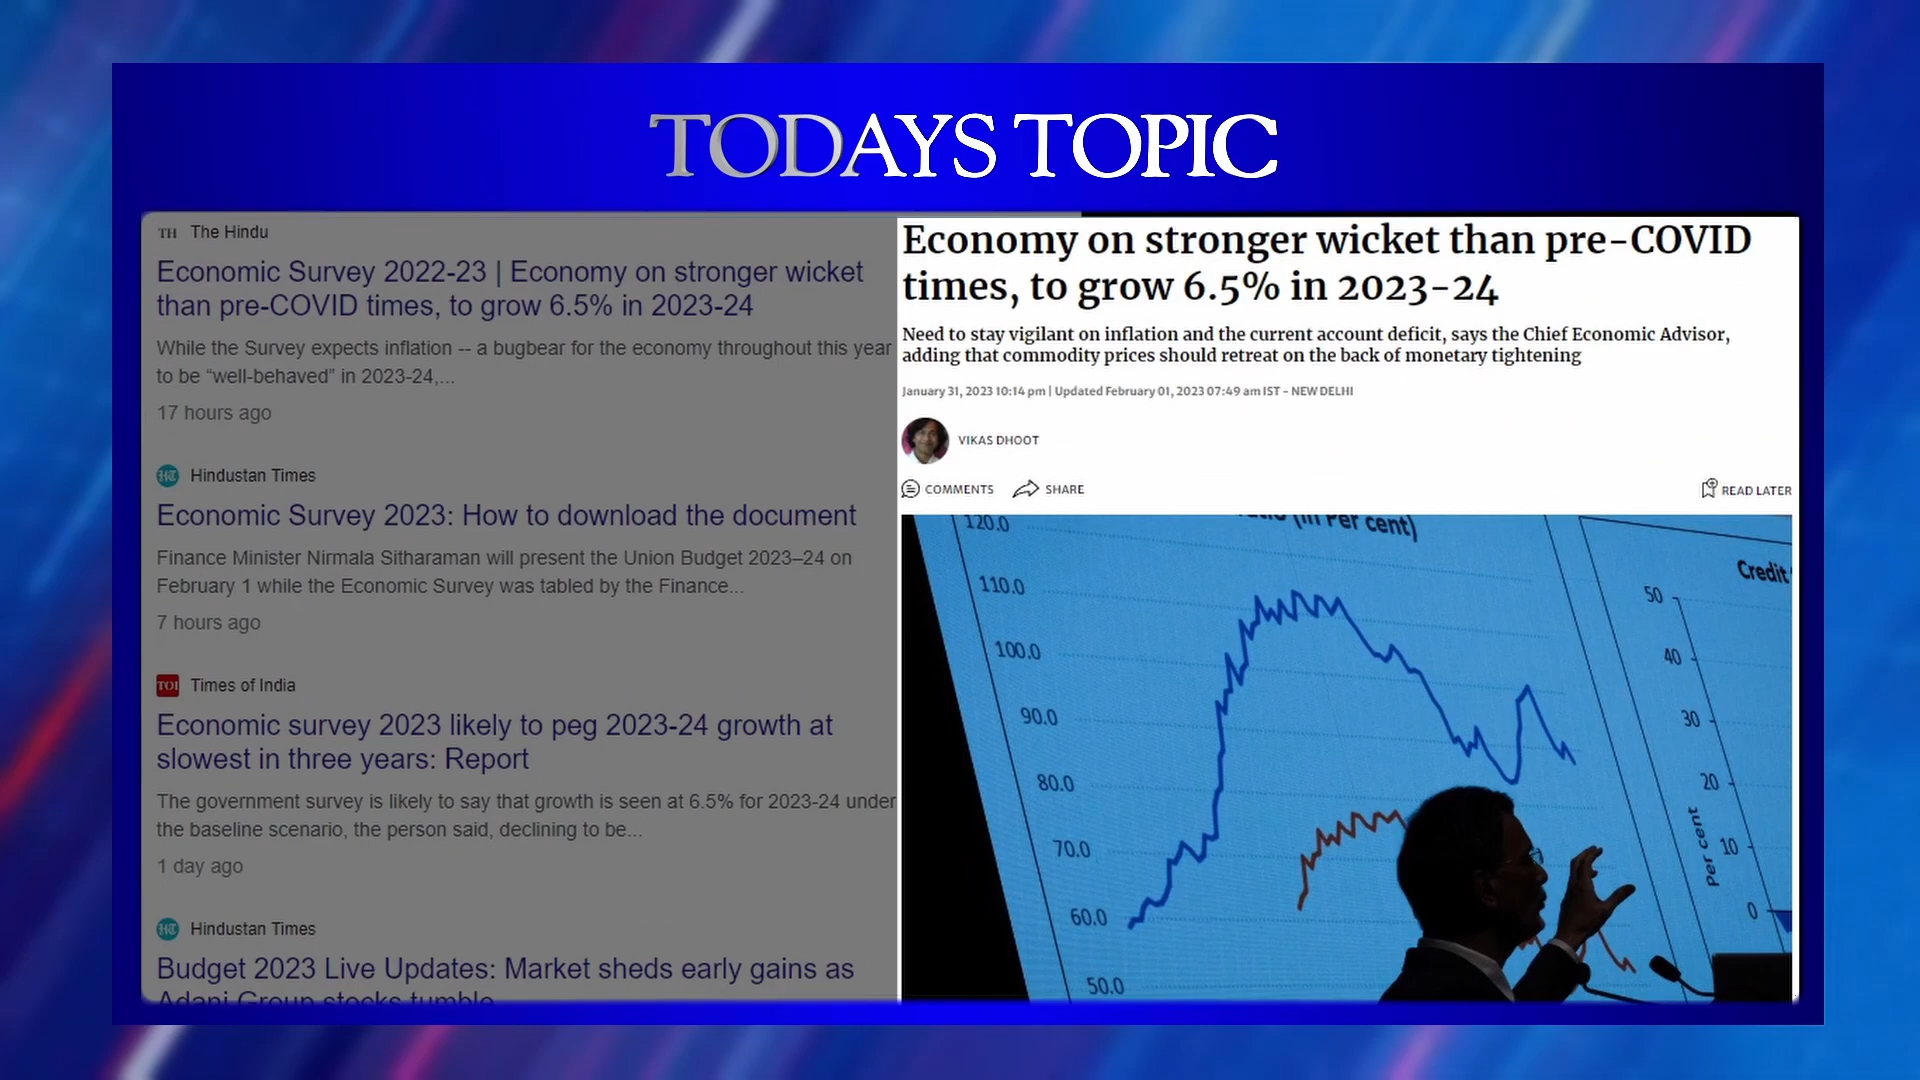 TODAYS TOPIC
TH The Hindu
Economic Survey 2022-23 | Economy on stronger wicket
than pre-COVID times, to grow 6.5% in 2023-24
While the Survey expects inflation -- a bugbear for the economy throughout this year
to be “well-behaved” in 2023-24,...
17 hours ago
HT Hindustan Times
Economic Survey 2023: How to download the document
Finance Minister Nirmala Sitharaman will present the Union Budget 2023–24 on
February 1 while the Economic Survey was tabled by the Finance...
7 hours ago
TOI Times of India
Economic survey 2023 likely to peg 2023-24 growth at
slowest in three years: Report
The government survey is likely to say that growth is seen at 6.5% for 2023-24 under
the baseline scenario, the person said, declining to be...
1 day ago
HT Hindustan Times
Budget 2023 Live Updates: Market sheds early gains as
Adani Group stocks tumble
Economy on stronger wicket than pre-COVID
times, to grow 6.5% in 2023-24
Need to stay vigilant on inflation and the current account deficit, says the Chief Economic Advisor,
adding that commodity prices should retreat on the back of monetary tightening
January 31, 2023 10:14 pm | Updated February 01, 2023 07:49 am IST - NEW DELHI
VIKAS DHOOT
COMMENTS SHARE
READ LATER
(in Per cent)
120.0
110.0
100.0
90.0
80.0
70.0
60.0
50.0
Credit
50
40
30
20
10
0
Per cent